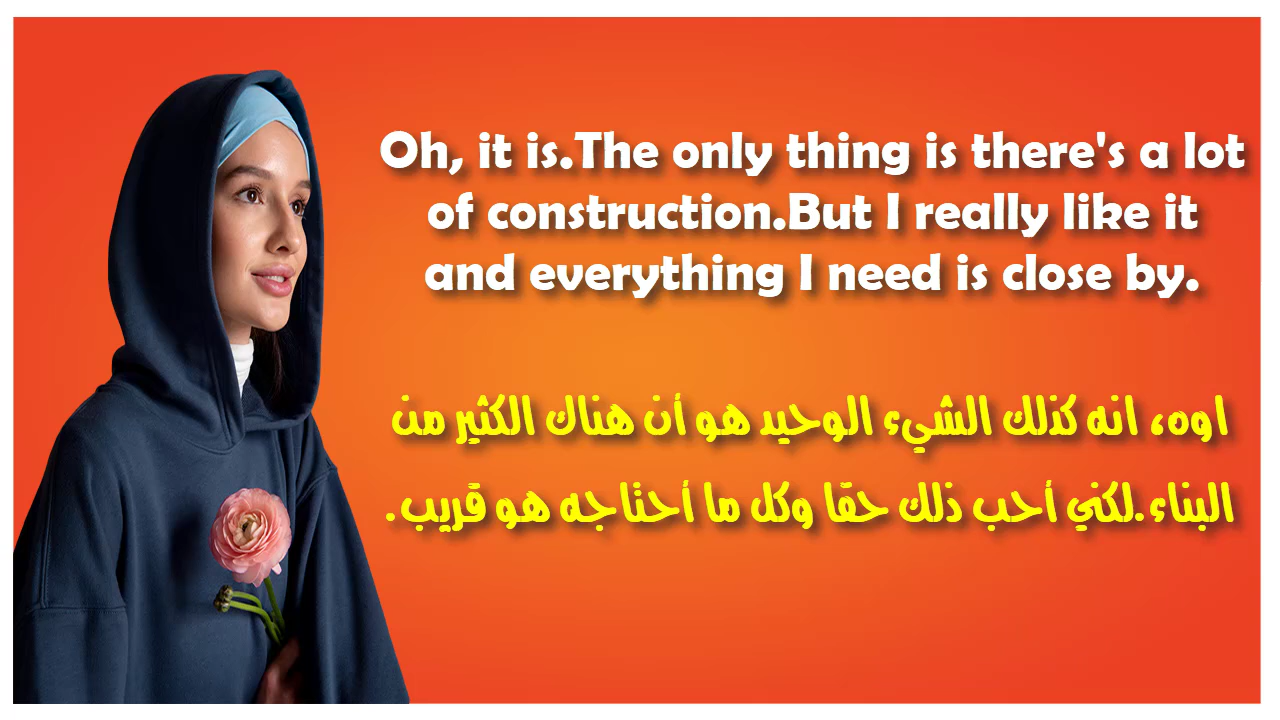 Oh, it is.The only thing is there's a lot
of construction.But I really like it
and everything I need is close by.
اوه، انه كذلك الشيء الوحيد هو أن هناك الكثير من
البناء.لكني أحب ذلك حقا وكل ما أحتاجه هو قريب.